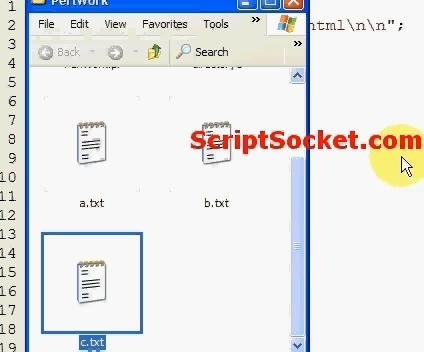 PerlWork
File Edit View Favorites Tools »
Back » Search »
html\n\n";
ScriptSocket.com
a.txt
b.txt
c.txt
1
2
3
4
5
6
7
8
9
10
11
12
13
14
15
16
17
18
19